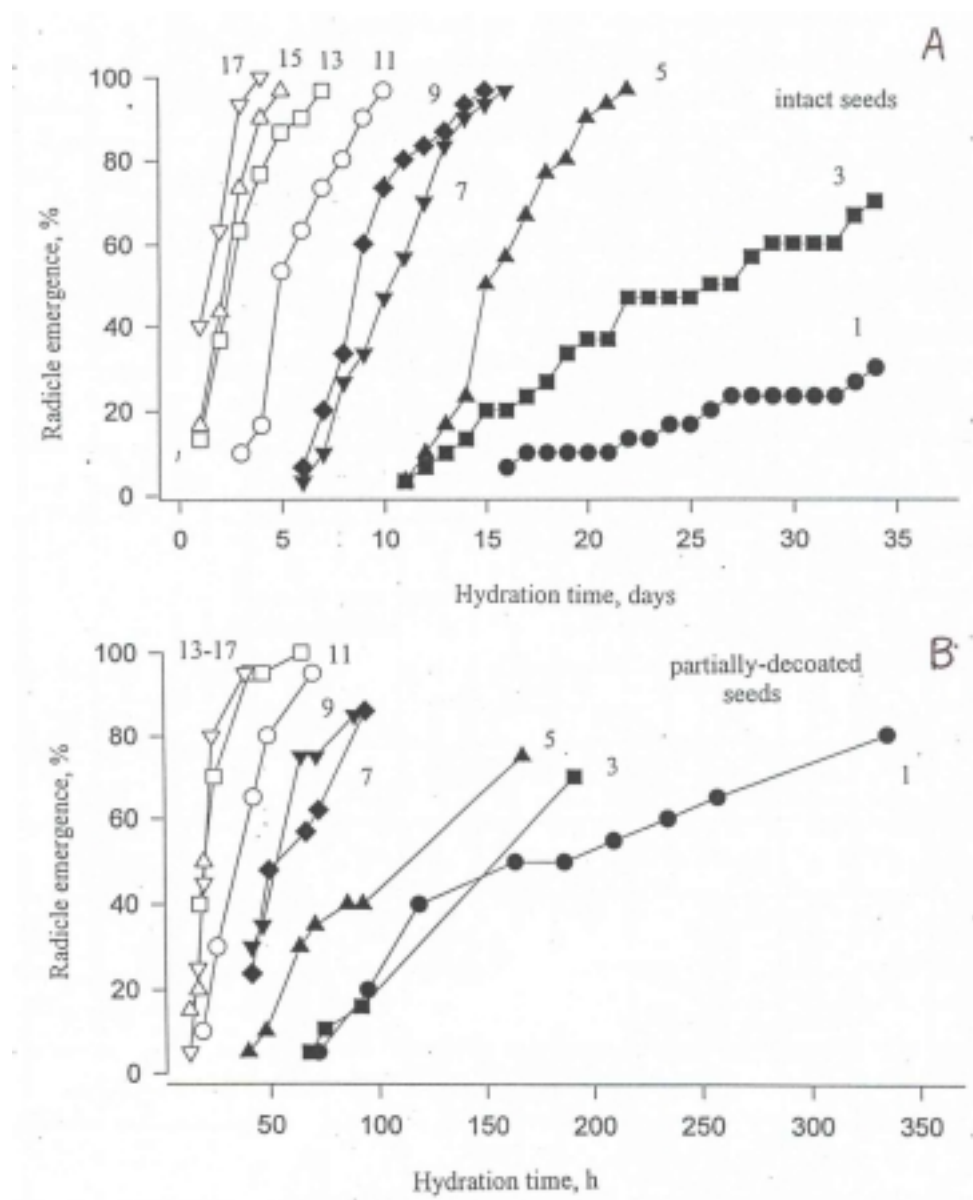 A
17 15 13 11 9 5
intact seeds
3
7
1
Radicle emergence, %
100
80
60
40
20
0
0 5 10 15 20 25 30 35
Hydration time, days
B
13-17 11
partially-decoated
seeds
9 5 3
7 1
Radicle emergence, %
100
80
60
40
20
0
50 100 150 200 250 300 350
Hydration time, h